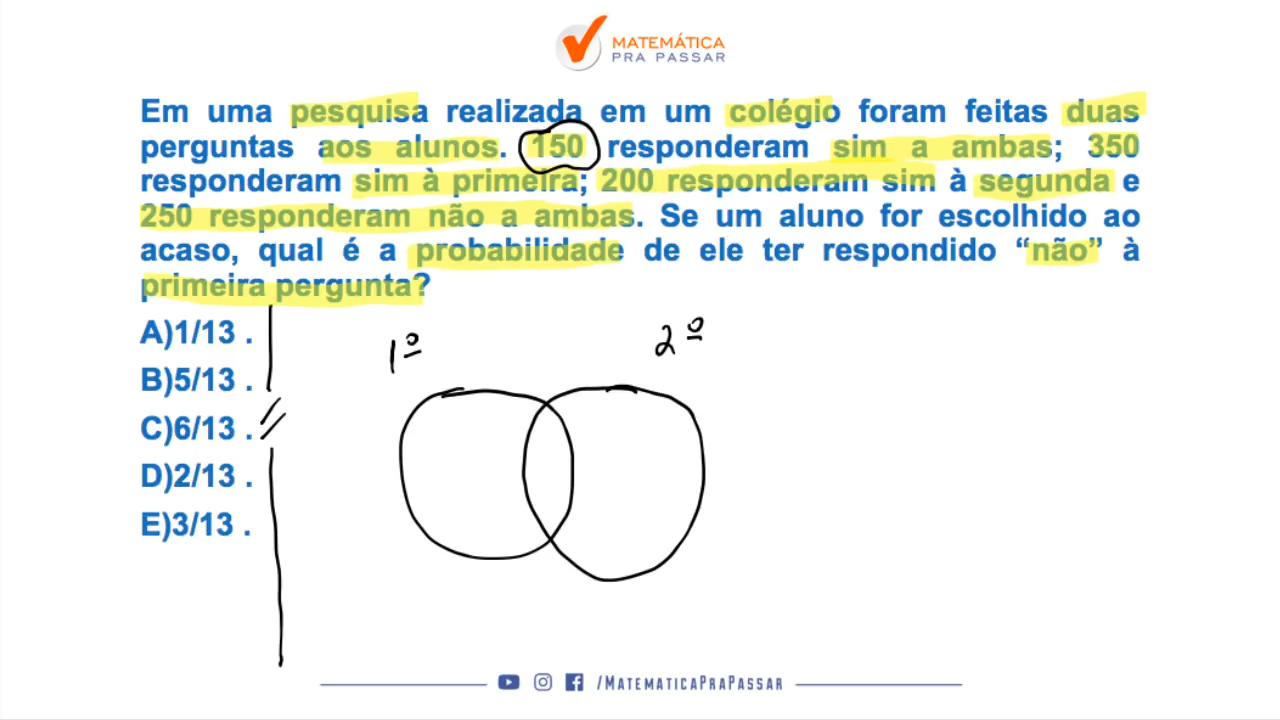 MATEMÁTICA
PRA PASSAR
Em uma pesquisa realizada em um colégio foram feitas duas
perguntas aos alunos. 150 responderam sim a ambas; 350
responderam sim à primeira; 200 responderam sim à segunda e
250 responderam não a ambas. Se um aluno for escolhido ao
acaso, qual é a probabilidade de ele ter respondido “não” à
primeira pergunta?
A)1/13 .
B)5/13 .
C)6/13 .
D)2/13 .
E)3/13 .
1º
2º
/MATEMATICAPRAPASSAR